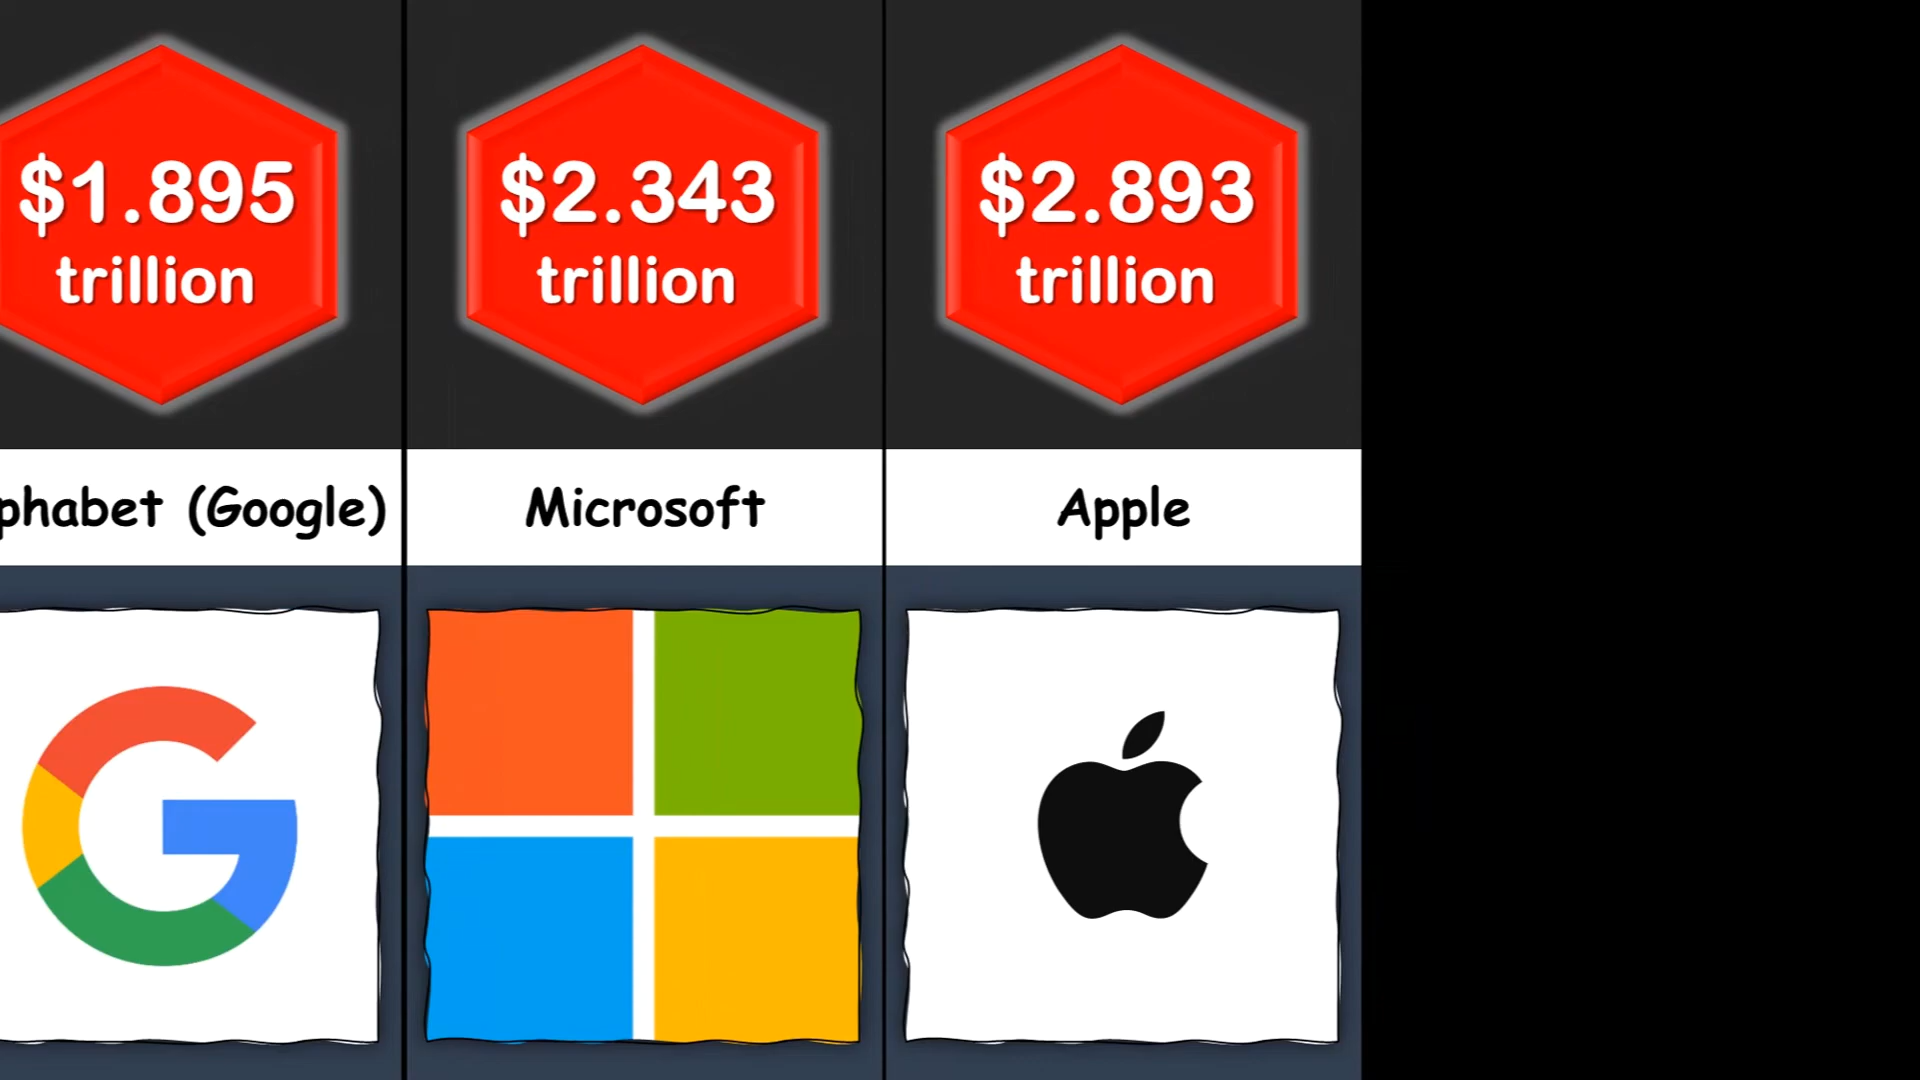 $1.895
trillion
$2.343
trillion
$2.893
trillion
phabet (Google)
Microsoft
Apple